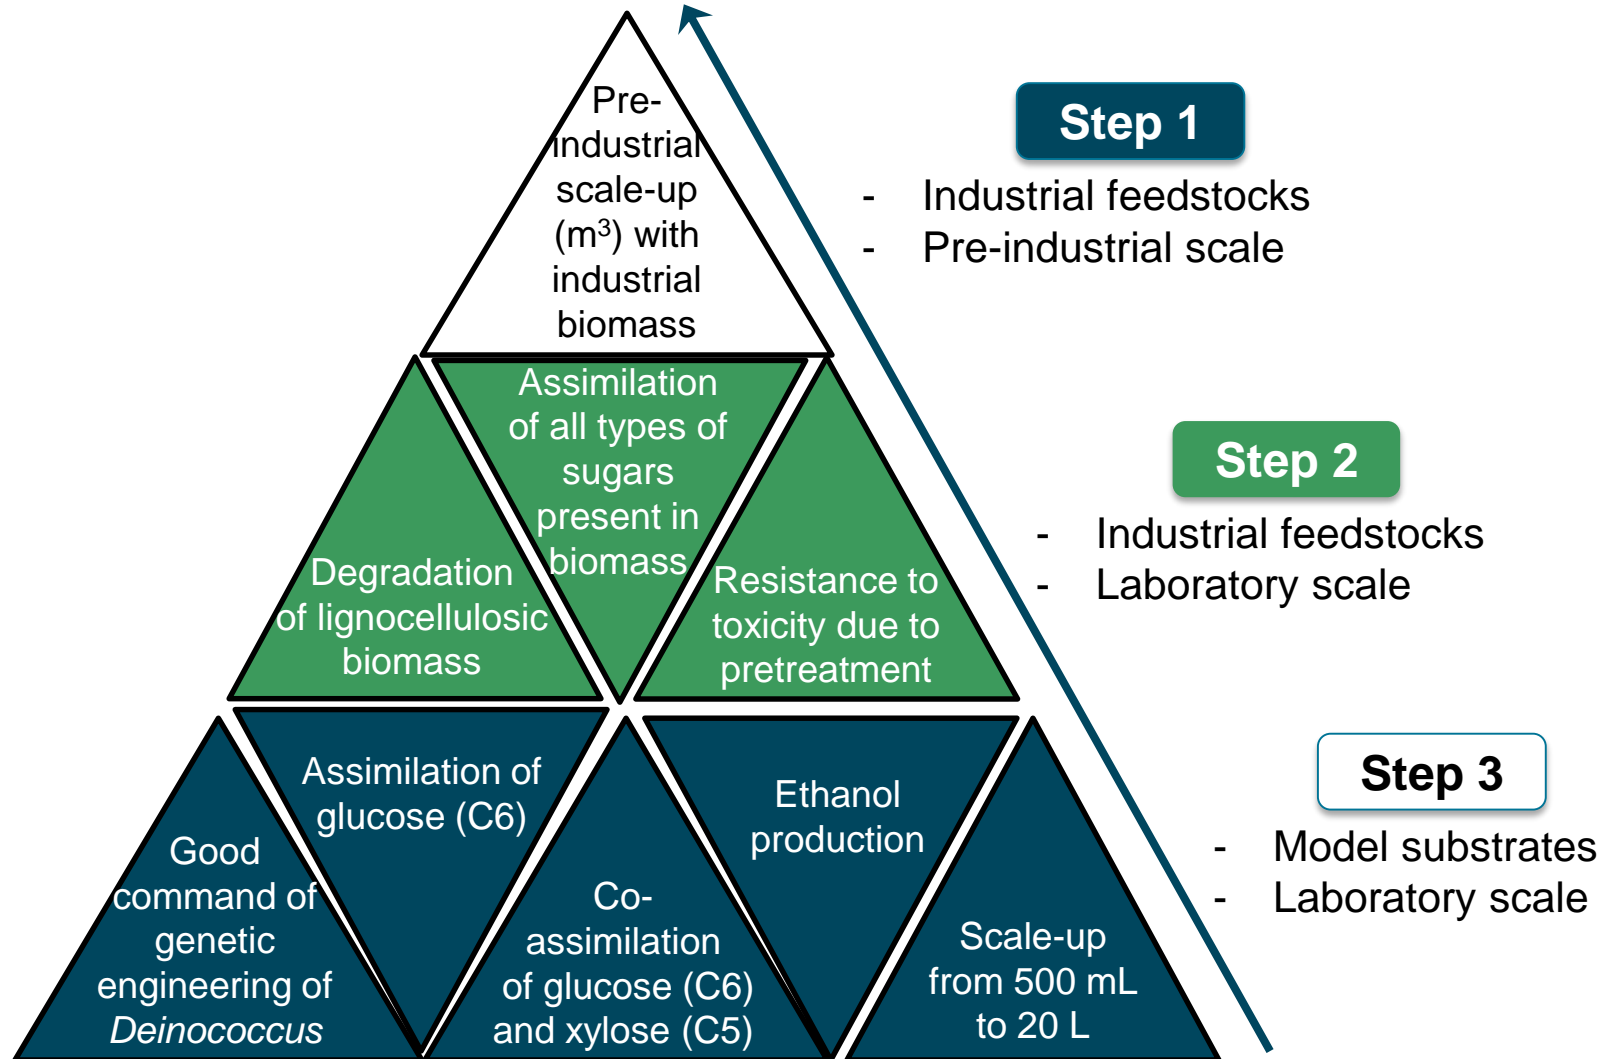 Pre-
industrial
scale-up
(m³) with
industrial
biomass
Step 1
- Industrial feedstocks
- Pre-industrial scale
Assimilation
of all types of
sugars
present in
biomass
Degradation
of lignocellulosic
biomass
Resistance to
toxicity due to
pretreatment
Step 2
- Industrial feedstocks
- Laboratory scale
Good
command of
genetic
engineering of
Deinococcus
Assimilation of
glucose (C6)
Co-
assimilation
of glucose (C6)
and xylose (C5)
Ethanol
production
Scale-up
from 500 mL
to 20 L
Step 3
- Model substrates
- Laboratory scale